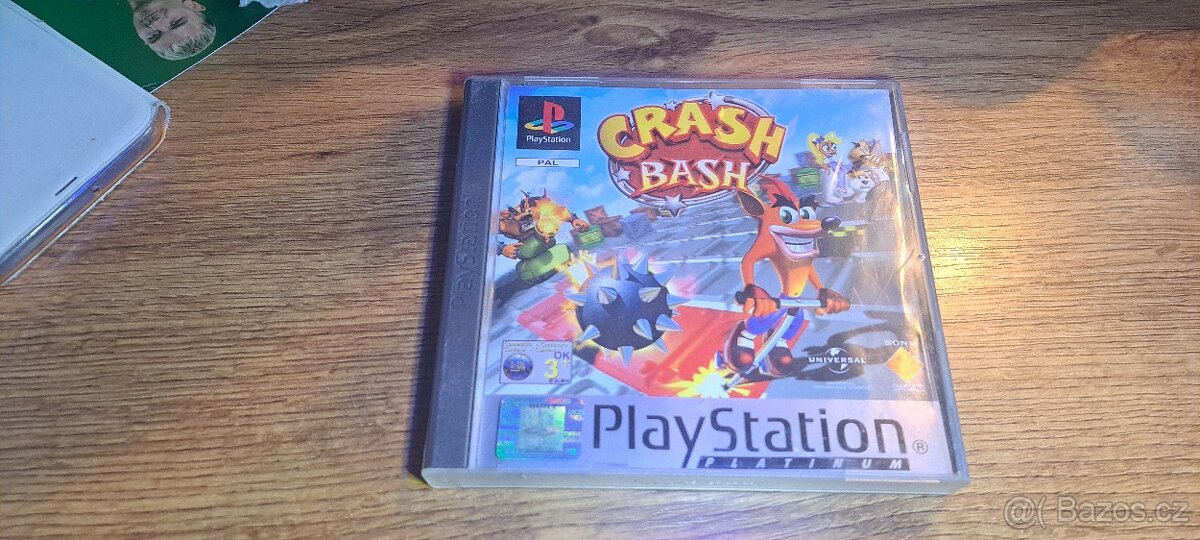 PlayStation
PAL
CRASH
BASH
PlayStation
OK
3+
UNIVERSAL
SONY
PlayStation®
PLATINUM
@( Bazos.cz